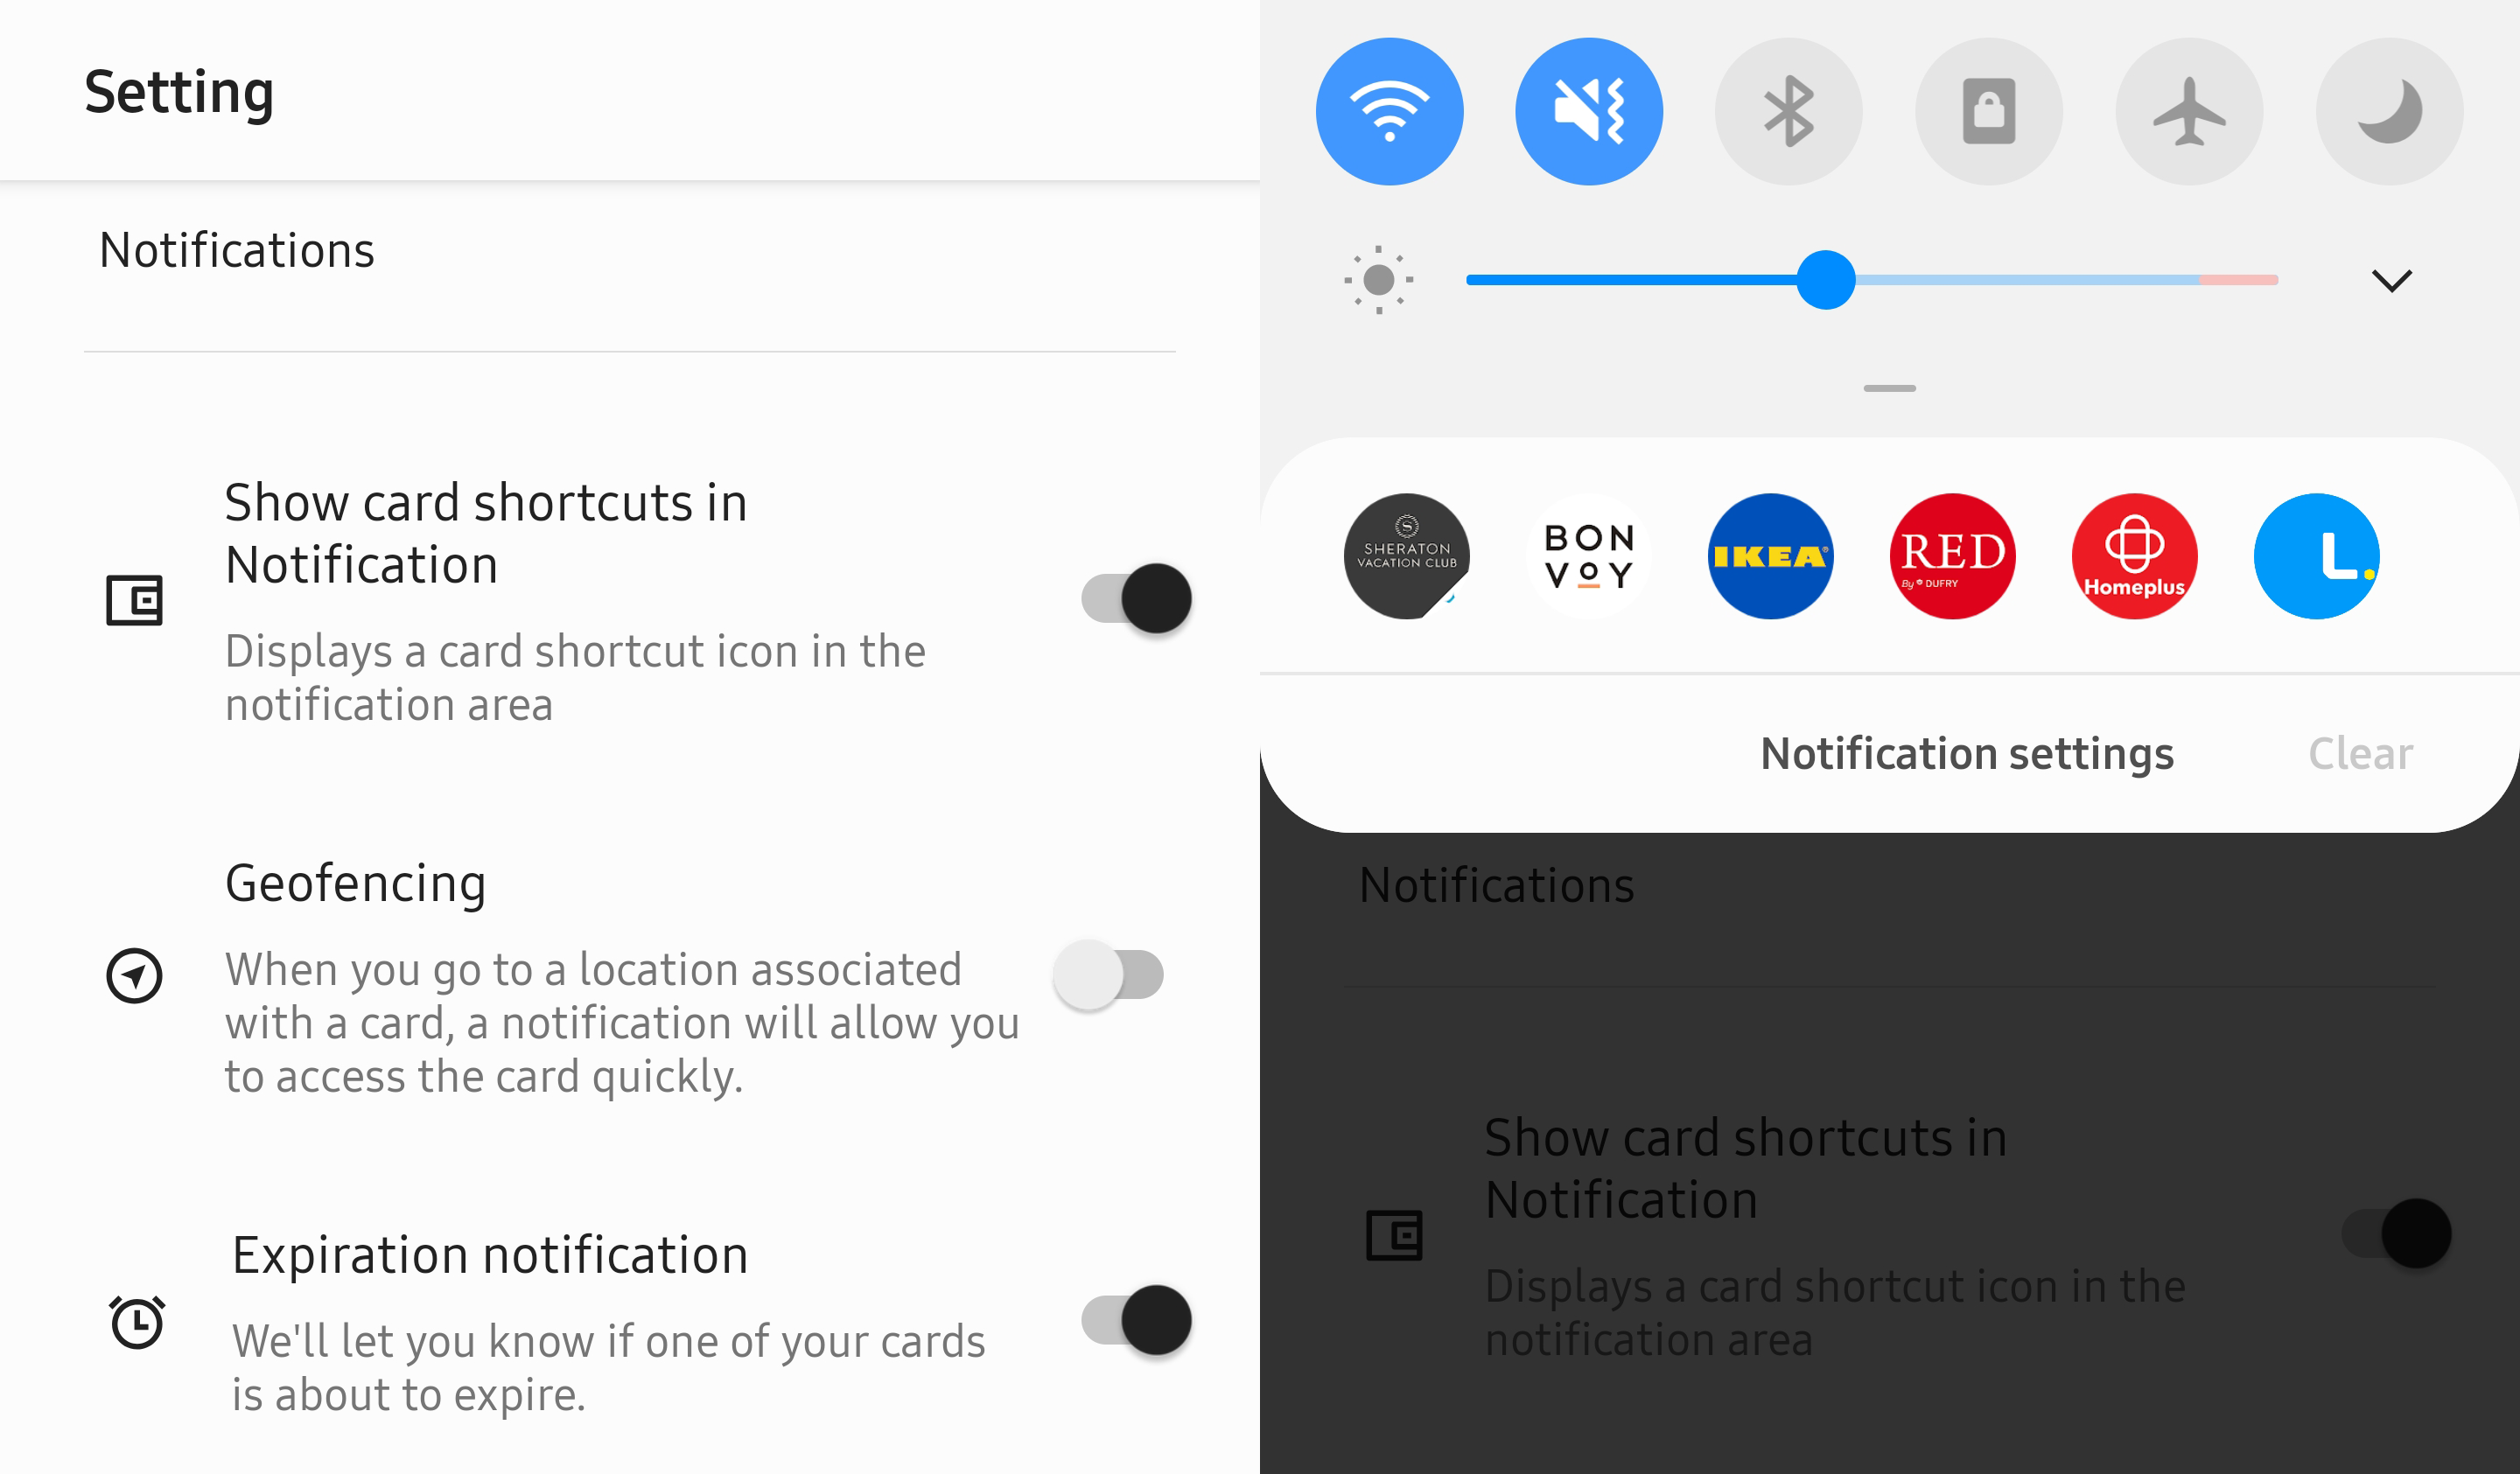 Setting
Notifications
Show card shortcuts in
Notification
Displays a card shortcut icon in the
notification area
Geofencing
When you go to a location associated
with a card, a notification will allow you
to access the card quickly.
Expiration notification
We'll let you know if one of your cards
is about to expire.
S
SHERATON
VACATION CLUB
BON
VOY
IKEA®
RED
By DUFRY
Homeplus
L.
Notification settings
Clear
Notifications
Show card shortcuts in
Notification
Displays a card shortcut icon in the
notification area